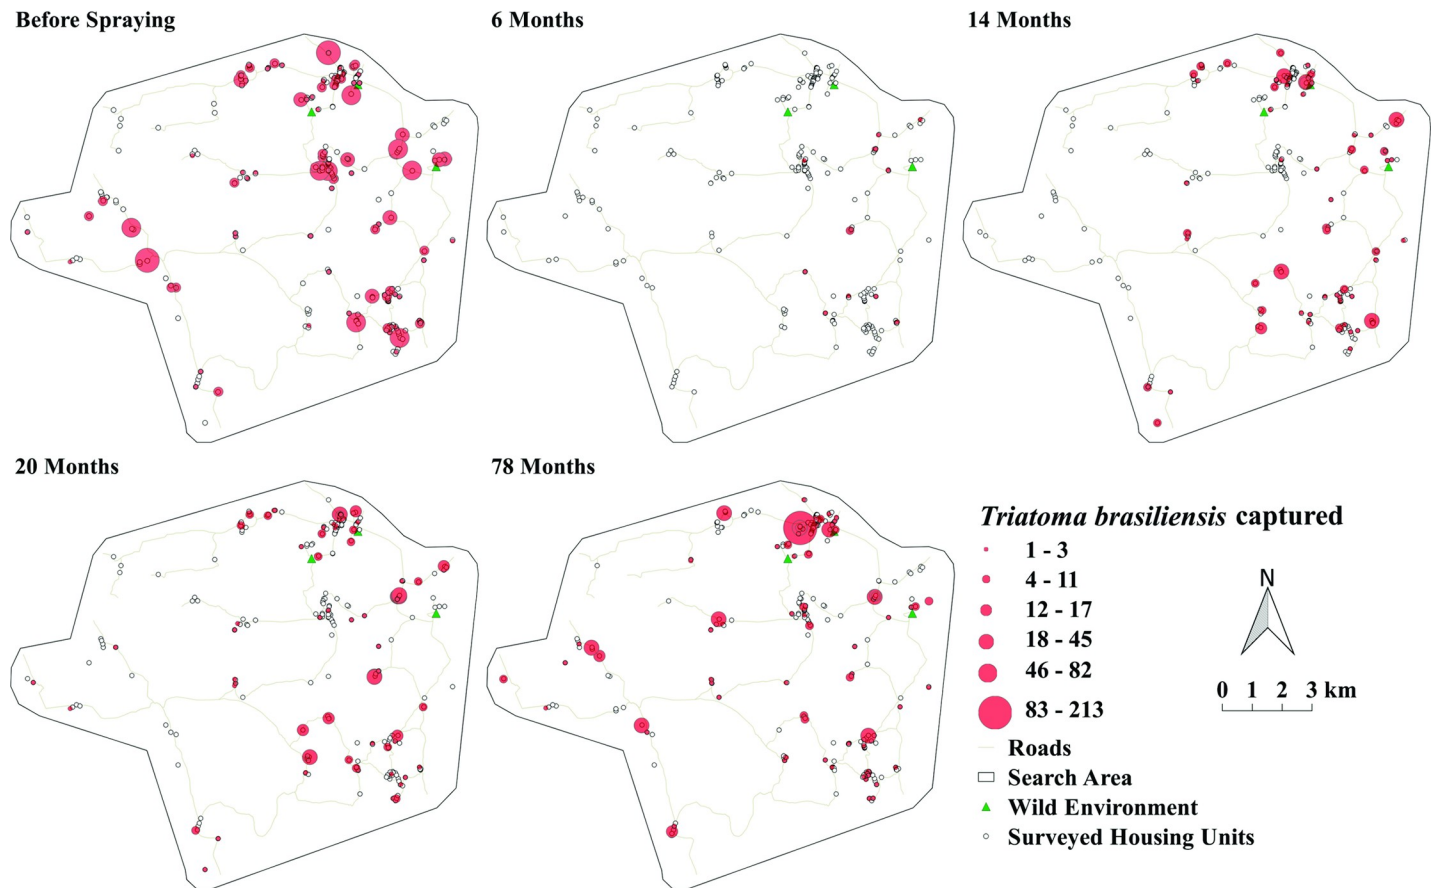 Before Spraying
6 Months
14 Months
20 Months
78 Months
Triatoma brasiliensis captured
1 - 3
4 - 11
12 - 17
18 - 45
46 - 82
83 - 213
Roads
Search Area
Wild Environment
Surveyed Housing Units
N
0 1 2 3 km